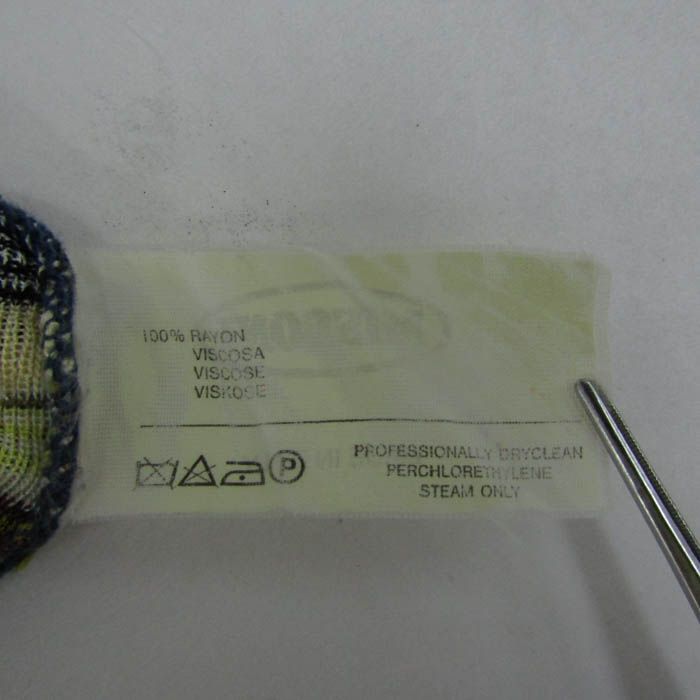 100% RAYON
VISCOSA
VISCOSE
VISKOSE
P
PROFESSIONALLY DRYCLEAN
PERCHLORETHYLENE
STEAM ONLY